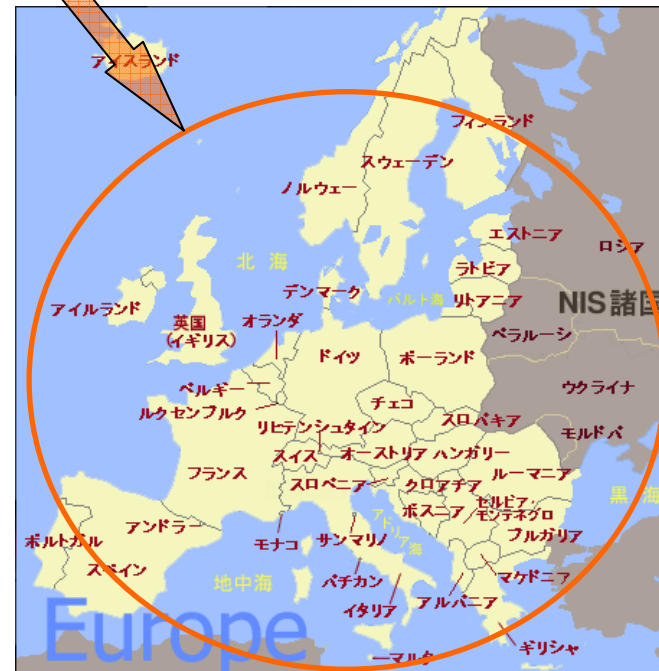 アイスランド
フィンランド
スウェーデン
ノルウェー
エストニア
ロシア
北海
ラトビア
デンマーク
バルト海
リトアニア
NIS諸国
アイルランド
英国
(イギリス)
オランダ
ベラルーシ
ドイツ
ポーランド
ベルギー
ウクライナ
ルクセンブルク
チェコ
スロバキア
リヒテンシュタイン
モルドバ
スイス
オーストリア
ハンガリー
ルーマニア
フランス
スロベニア
クロアチア
黒海
セルビア・
モンテネグロ
ボスニア
アドリア海
ブルガリア
アンドラー
ポルトガル
モナコ
サンマリノ
スペイン
地中海
バチカン
マケドニア
イタリア
アルバニア
Europe
ギリシャ
マルタ